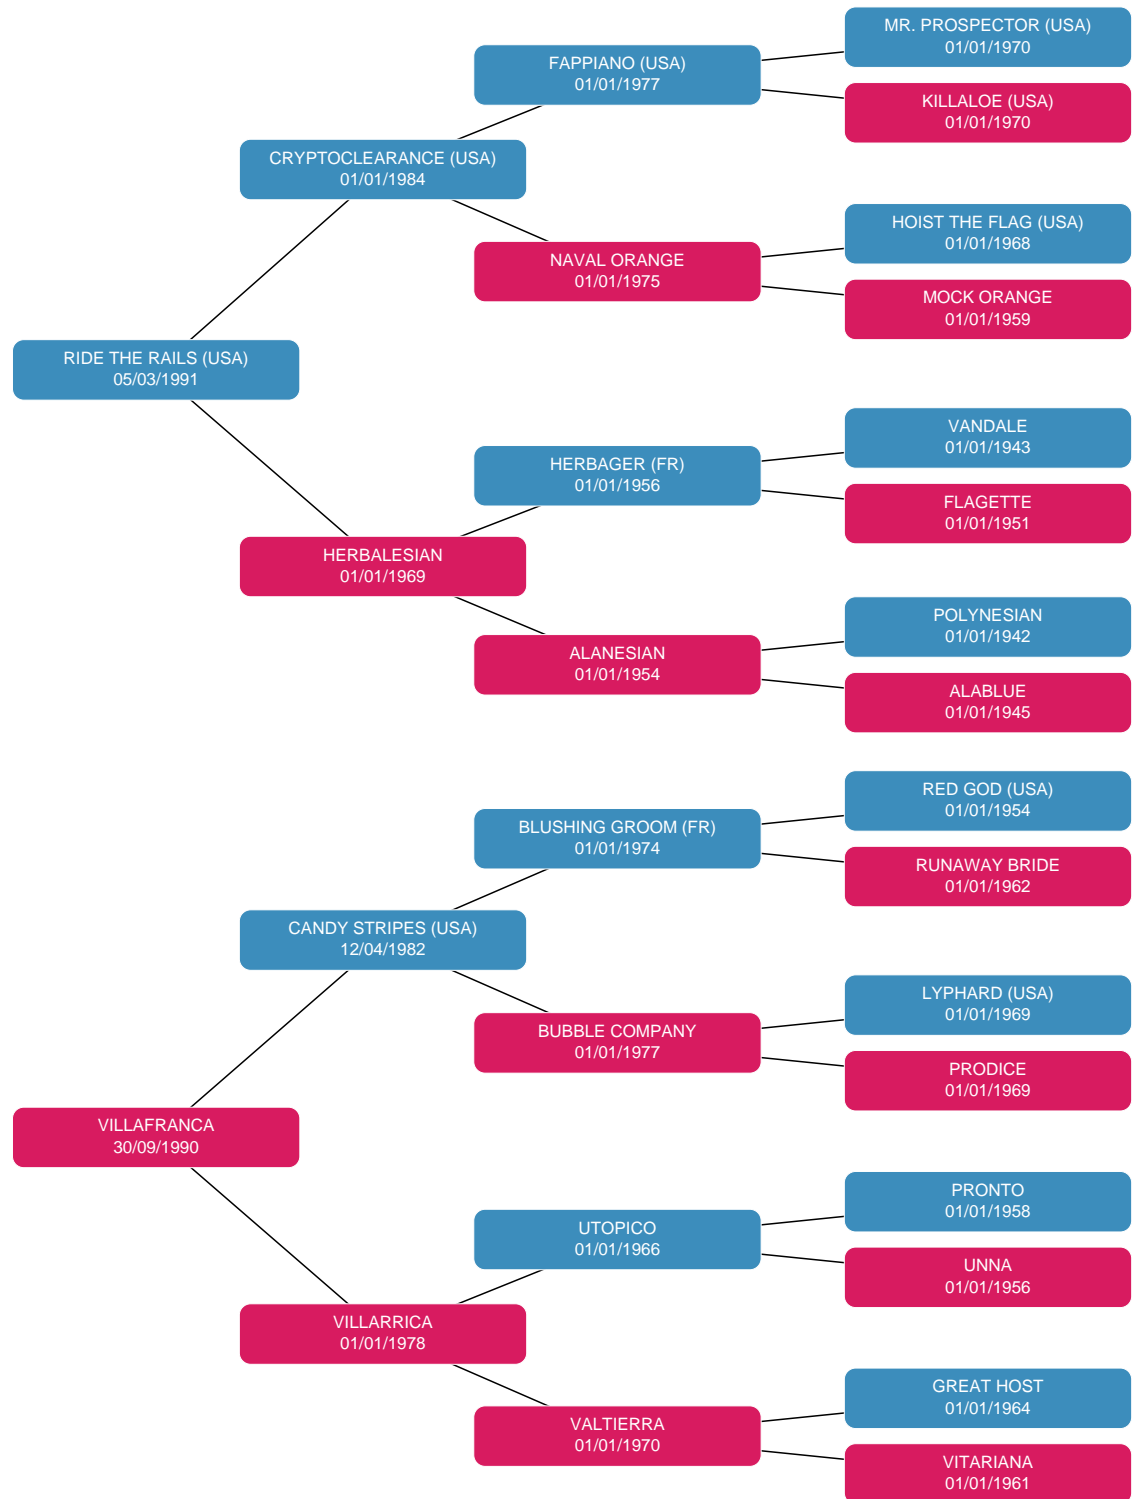 MR. PROSPECTOR (USA)
01/01/1970
FAPPIANO (USA)
01/01/1977
KILLALOE (USA)
01/01/1970
CRYPTOCLEARANCE (USA)
01/01/1984
HOIST THE FLAG (USA)
01/01/1968
NAVAL ORANGE
01/01/1975
MOCK ORANGE
01/01/1959
RIDE THE RAILS (USA)
05/03/1991
VANDALE
01/01/1943
HERBAGER (FR)
01/01/1956
FLAGETTE
01/01/1951
HERBALESIAN
01/01/1969
POLYNESIAN
01/01/1942
ALANESIAN
01/01/1954
ALABLUE
01/01/1945
RED GOD (USA)
01/01/1954
BLUSHING GROOM (FR)
01/01/1974
RUNAWAY BRIDE
01/01/1962
CANDY STRIPES (USA)
12/04/1982
LYPHARD (USA)
01/01/1969
BUBBLE COMPANY
01/01/1977
PRODICE
01/01/1969
VILLAFRANCA
30/09/1990
PRONTO
01/01/1958
UTOPICO
01/01/1966
UNNA
01/01/1956
VILLARRICA
01/01/1978
GREAT HOST
01/01/1964
VALTIERRA
01/01/1970
VITARIANA
01/01/1961